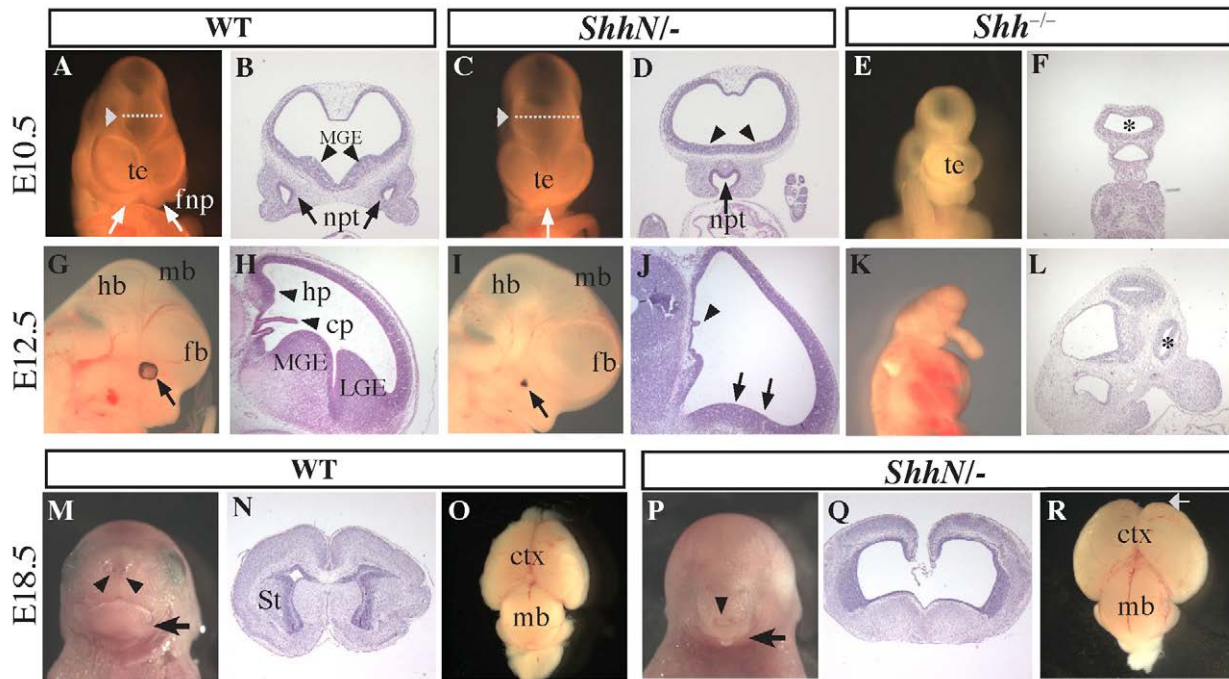 WT ShhN/- Shh−/−
E10.5
A te fnp
B MGE npt
C te
D npt
E te
F *
E12.5
G hb mb fb
H hp cp MGE LGE
I hb mb fb
J
K
L *
WT ShhN/-
E18.5
M
N St
O ctx mb
P
Q
R ctx mb